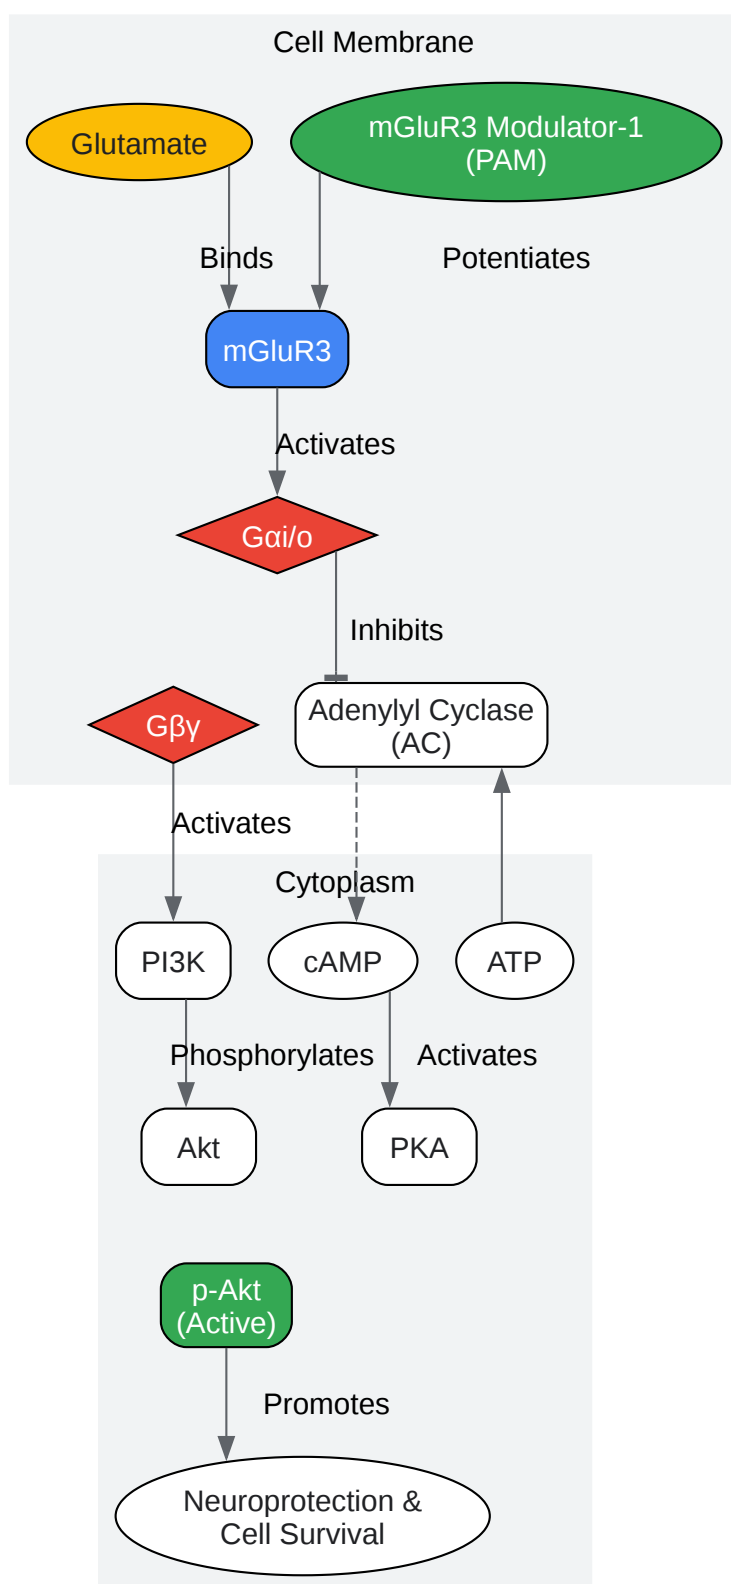 Cell Membrane
Glutamate
mGluR3 Modulator-1
(PAM)
Binds
Potentiates
mGluR3
Activates
Gαi/o
Inhibits
Gβγ
Adenylyl Cyclase
(AC)
Activates
Cytoplasm
PI3K
cAMP
ATP
Phosphorylates
Activates
Akt
PKA
p-Akt
(Active)
Promotes
Neuroprotection &
Cell Survival